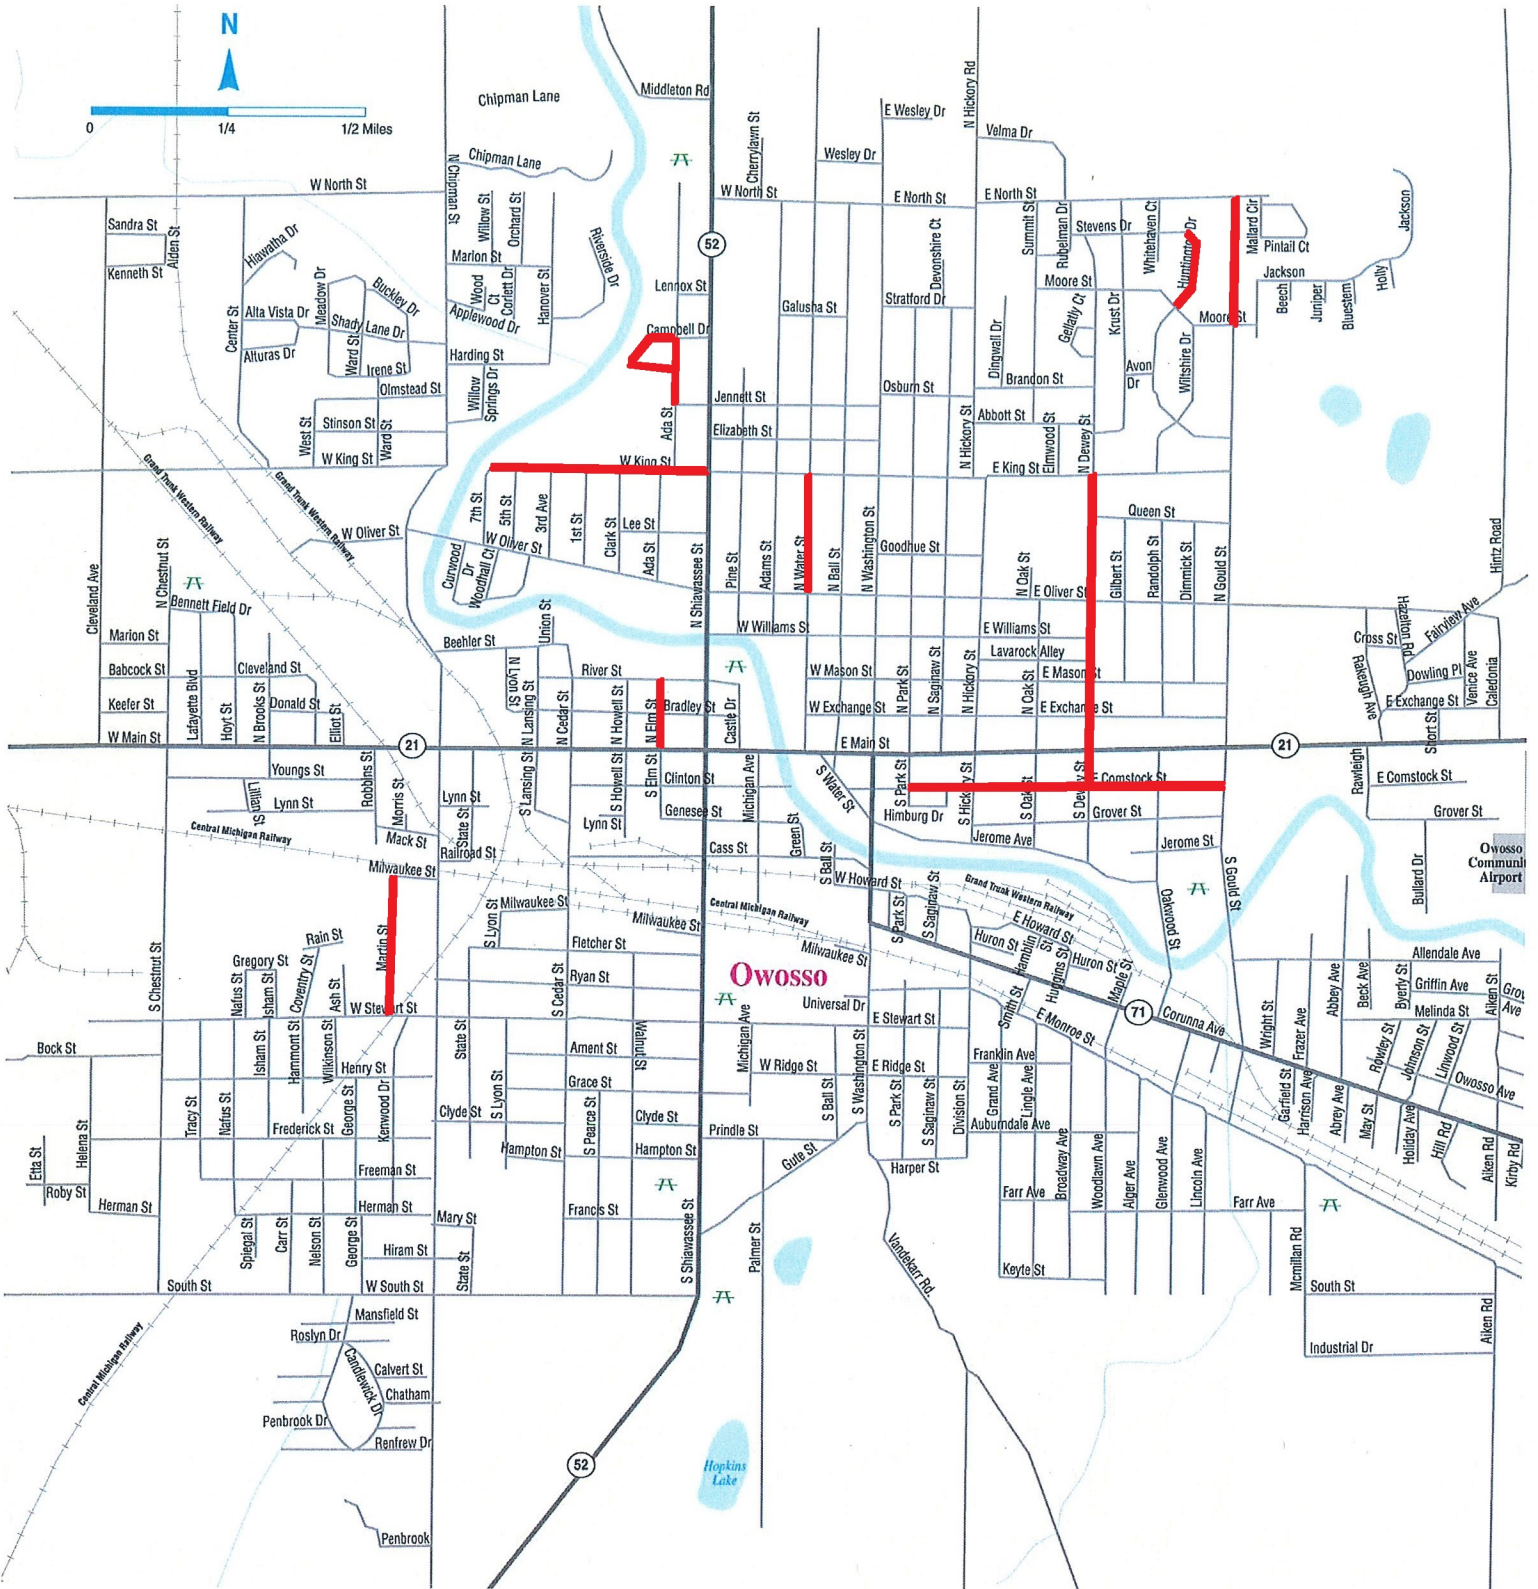 N
0 1/4 1/2 Miles
Chipman Lane
Middleton Rd
N Hickory Rd
E Wesley Dr
Velma Dr
Cherrylawn St
Wesley Dr
N Chipman St
Chipman Lane
W North St
W North St
E North St
E North St
Sandra St
Alden St
Kenneth St
Hiawatha Dr
Willow St
Orchard St
Riverside Dr
52
Devonshire Ct
Summit St
Rubelman Dr
Stevens Dr
Whitehaven Ct
Huntington Dr
Mallard Cir
Pintail Ct
Jackson
Marion St
Wood Ct
Corlett Dr
Hanover St
Lennox St
Galusha St
Stratford Dr
Moore St
Jackson
Beech
Juniper
Bluestem
Holly
Center St
Alta Vista Dr
Meadow Dr
Buckley Dr
Shady Lane Dr
Applewood Dr
Alturas Dr
Ward St
Irene St
Harding St
Campbell Dr
Dingwall Dr
Gellatly Ct
Krust Dr
Wiltshire Dr
Moore St
Olmstead St
Willow Springs Dr
Jennett St
Osburn St
Brandon St
Avon Dr
West St
Stinson St
Ward St
Ada St
Elizabeth St
N Hickory St
Abbott St
Elmwood St
N Dewey St
W King St
W King St
E King St
Grand Trunk Western Railway
Grand Trunk Western Railway
7th St
5th St
3rd Ave
1st St
Clark St
Lee St
Ada St
N Shiawassee St
Pine St
Adams St
N Water St
N Ball St
N Washington St
Goodhue St
N Oak St
Queen St
Gilbert St
Randolph St
Dimmick St
N Gould St
Hintz Road
W Oliver St
W Oliver St
E Oliver St
Curwood Dr
Woodhall Ct
Cleveland Ave
N Chestnut St
Bennett Field Dr
Marion St
Beehler St
Union St
W Williams St
E Williams St
Lavarock Alley
Cross St
Hazelton Rd
Fairview Ave
Babcock St
Cleveland St
N Lyon St
River St
W Mason St
E Mason St
Rakenaugh Ave
Dowling Pl
Venice Ave
Caledonia
Keefer St
Lafayette Blvd
Hoyt St
N Brooks St
Donald St
Elliot St
N Lansing St
N Cedar St
N Howell St
N Elm St
Bradley St
Castle Dr
W Exchange St
N Park St
N Saginaw St
N Hickory St
N Oak St
E Exchange St
E Exchange St
Short St
W Main St
21
E Main St
21
Youngs St
Robbins St
Lillian St
Lynn St
Morris St
Mack St
Lynn St
State St
Railroad St
S Lansing St
S Howell St
S Elm St
Clinton St
Genesee St
Lynn St
Michigan Ave
Green St
S Water St
S Park St
Himburg Dr
S Hickory St
S Oak St
S Dewey St
E Comstock St
Grover St
Rawleigh
E Comstock St
Grover St
Central Michigan Railway
Milwaukee St
Cass St
S Ball St
W Howard St
Jerome Ave
Jerome St
S Gould St
Bullard Dr
Owosso
Communi
Airport
S Lyon St
Milwaukee St
Milwaukee St
Central Michigan Railway
S Park St
S Saginaw St
Grand Trunk Western Railway
Oakwood St
Martin St
Rain St
Gregory St
Natus St
Isham St
Coventry St
Ash St
S Chestnut St
W Stewart St
Fletcher St
S Cedar St
Ryan St
Owosso
Milwaukee St
Universal Dr
E Howard St
Huron St
Hamblin St
Huggins St
Huron St
Maple St
Smith St
71
Corunna Ave
Allendale Ave
Abbey Ave
Beck Ave
Byerly St
Griffin Ave
Aiken St
Grov
Ave
Bock St
Isham St
Hammont St
Wilkinson St
Henry St
State St
Ament St
Walnut St
Michigan Ave
E Stewart St
E Monroe St
Wright St
Frazer Ave
Melinda St
Rowley St
Johnson St
Linwood St
Owosso Ave
Tracy St
Natus St
Frederick St
George St
Kenwood Dr
S Lyon St
Grace St
W Ridge St
S Ball St
S Washington St
E Ridge St
Franklin Ave
Grand Ave
Lingle Ave
Garfield St
Harrison Ave
Abrey Ave
May St
Holiday Ave
Hill Rd
Aiken Rd
Kirby Rd
Etta St
Roby St
Helena St
Herman St
Freeman St
Clyde St
Hampton St
S Pearce St
Clyde St
Hampton St
Prindle St
Gute St
S Park St
S Saginaw St
Division St
Harper St
Auburndale Ave
Farr Ave
Broadway Ave
Woodlawn Ave
Alger Ave
Glenwood Ave
Lincoln Ave
Farr Ave
Herman St
Spiegal St
Carr St
Nelson St
George St
Hiram St
Mary St
State St
Francis St
S Shiawassee St
Palmer St
Vandekarr Rd.
Keyte St
Mcmillan Rd
South St
W South St
South St
Mansfield St
Roslyn Dr
Calvert St
Candlewick Dr
Chatham
Penbrook Dr
Renfrew Dr
Central Michigan Railway
Industrial Dr
Aiken Rd
52
Hopkins
Lake
Penbrook